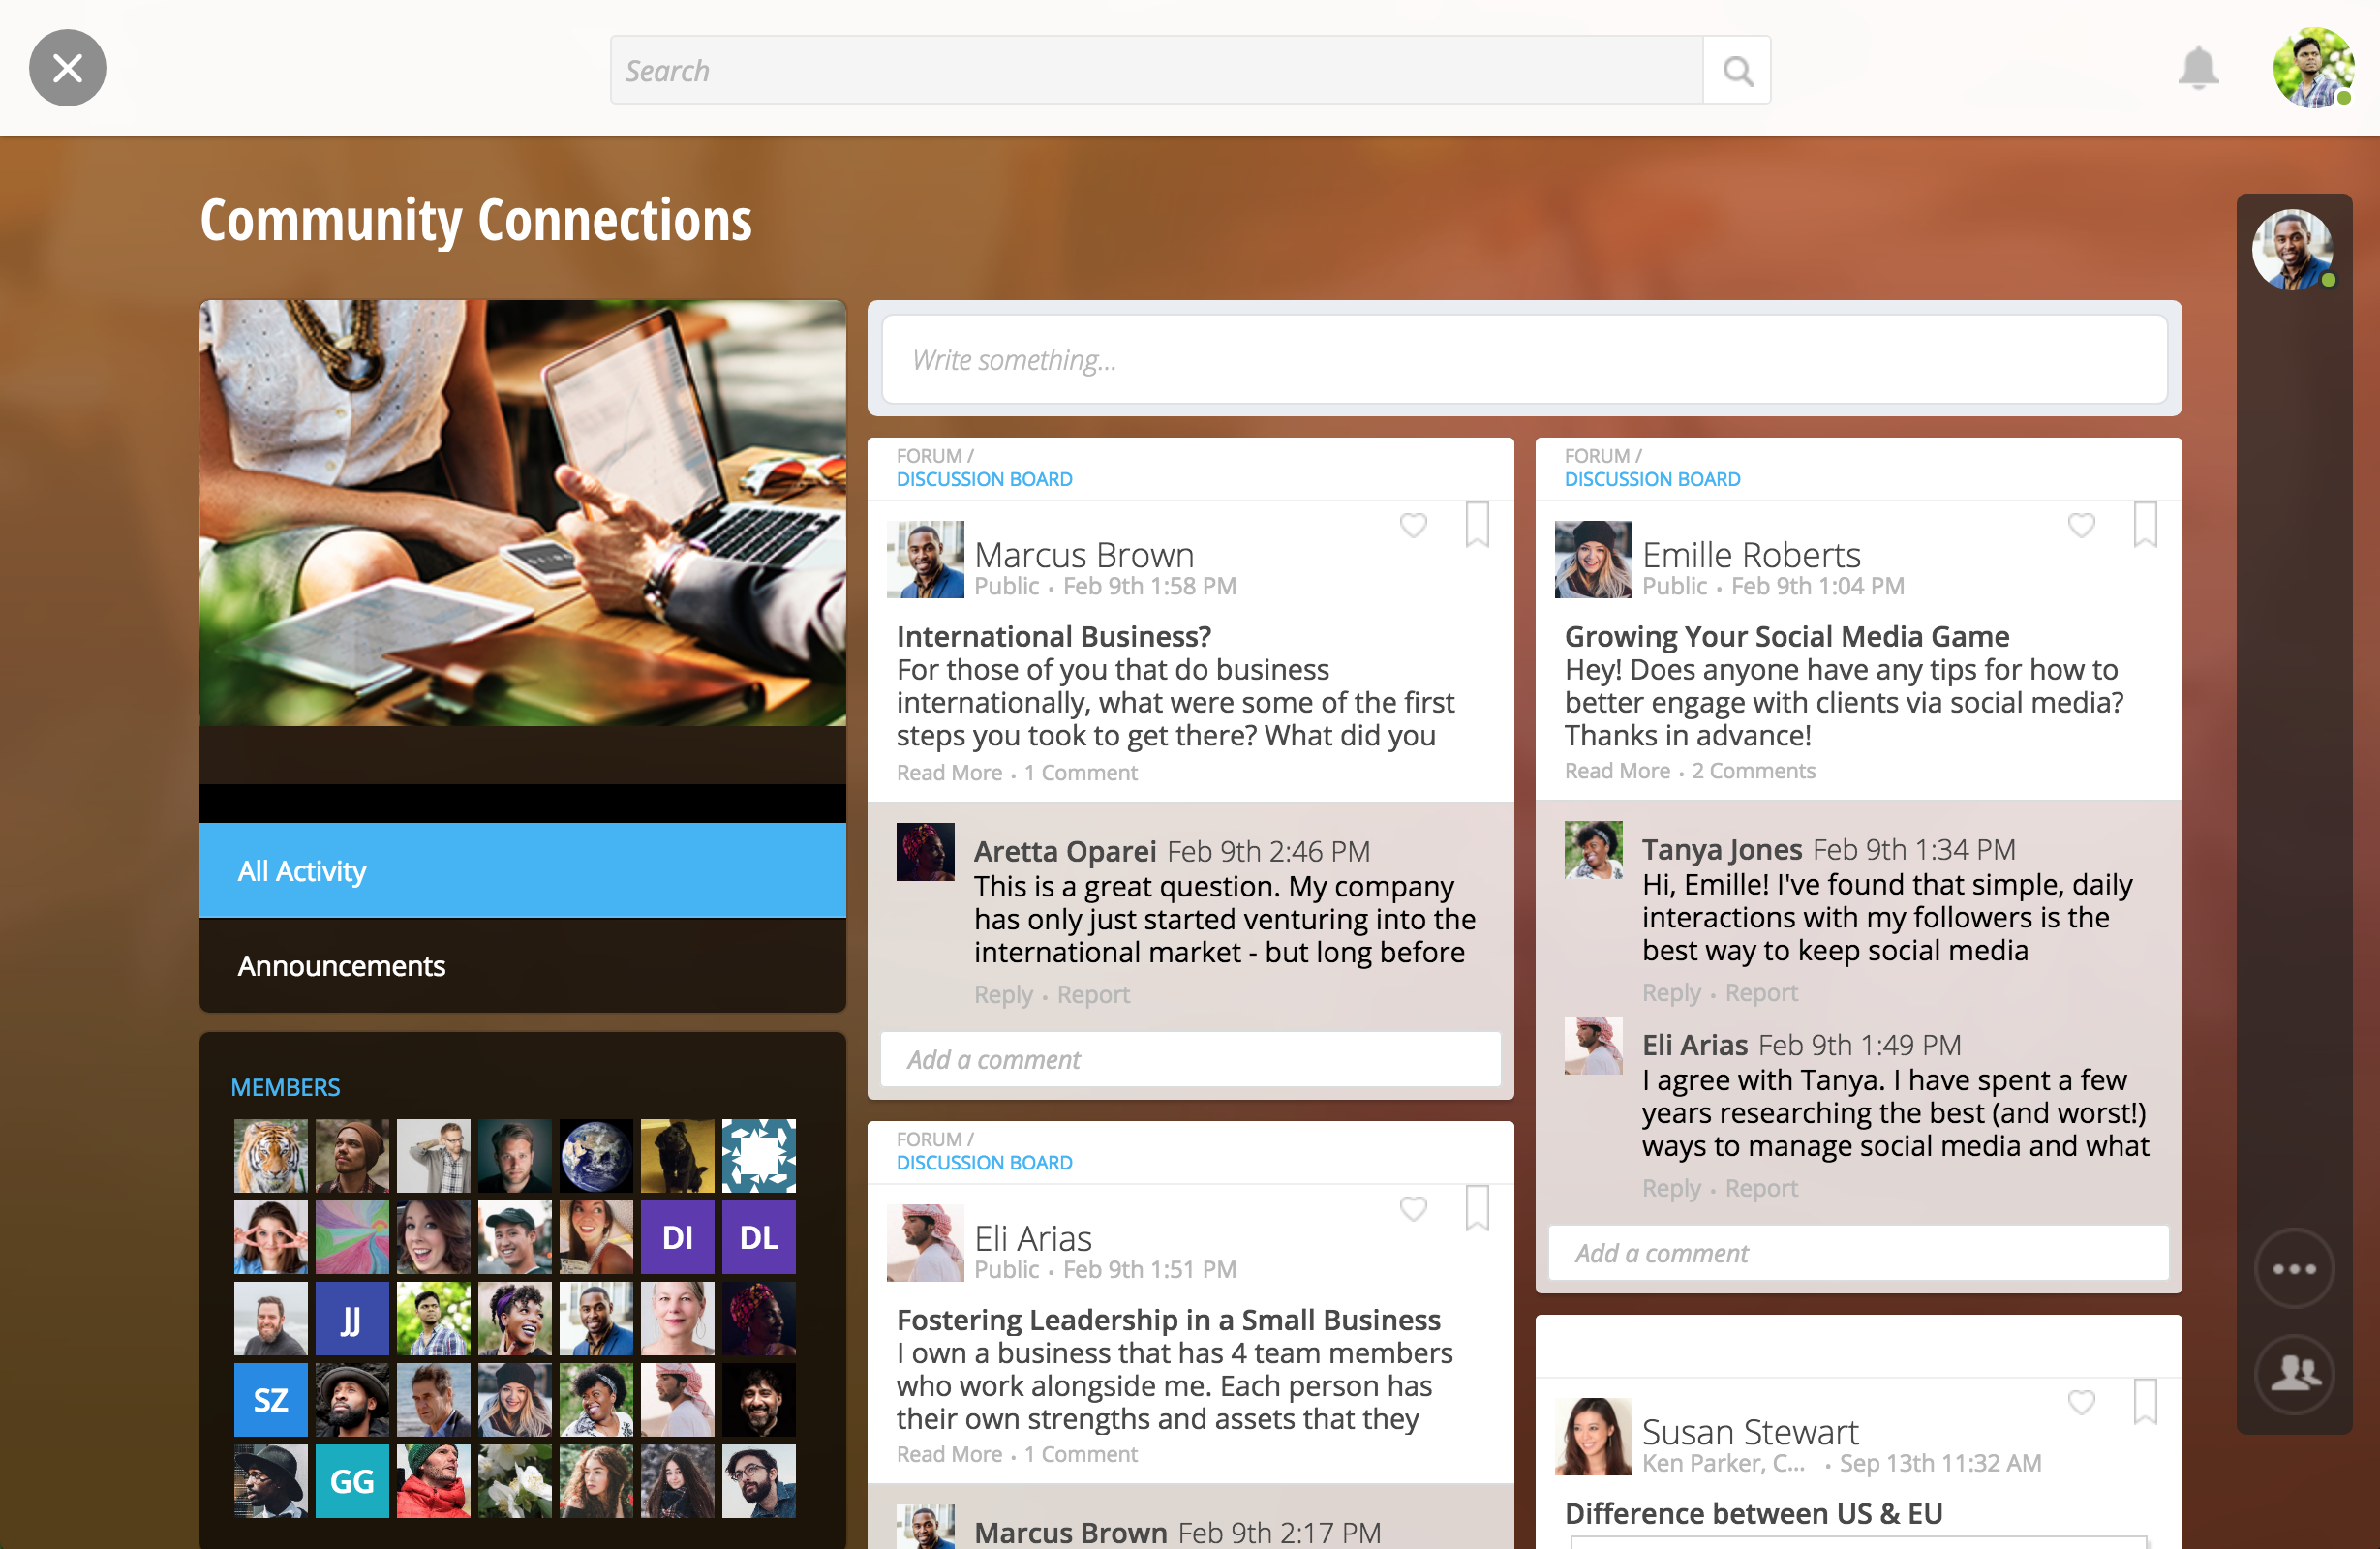 Search
Community Connections
All Activity
Announcements
MEMBERS
DI
DL
JJ
SZ
GG
Write something...
FORUM /
DISCUSSION BOARD
Marcus Brown
Public • Feb 9th 1:58 PM
International Business?
For those of you that do business
internationally, what were some of the first
steps you took to get there? What did you
Read More • 1 Comment
Aretta Oparei Feb 9th 2:46 PM
This is a great question. My company
has only just started venturing into the
international market - but long before
Reply • Report
Add a comment
FORUM /
DISCUSSION BOARD
Eli Arias
Public • Feb 9th 1:51 PM
Fostering Leadership in a Small Business
I own a business that has 4 team members
who work alongside me. Each person has
their own strengths and assets that they
Read More • 1 Comment
Marcus Brown Feb 9th 2:17 PM
FORUM /
DISCUSSION BOARD
Emille Roberts
Public • Feb 9th 1:04 PM
Growing Your Social Media Game
Hey! Does anyone have any tips for how to
better engage with clients via social media?
Thanks in advance!
Read More • 2 Comments
Tanya Jones Feb 9th 1:34 PM
Hi, Emille! I've found that simple, daily
interactions with my followers is the
best way to keep social media
Reply • Report
Eli Arias Feb 9th 1:49 PM
I agree with Tanya. I have spent a few
years researching the best (and worst!)
ways to manage social media and what
Reply • Report
Add a comment
Susan Stewart
Ken Parker, C... • Sep 13th 11:32 AM
Difference between US & EU